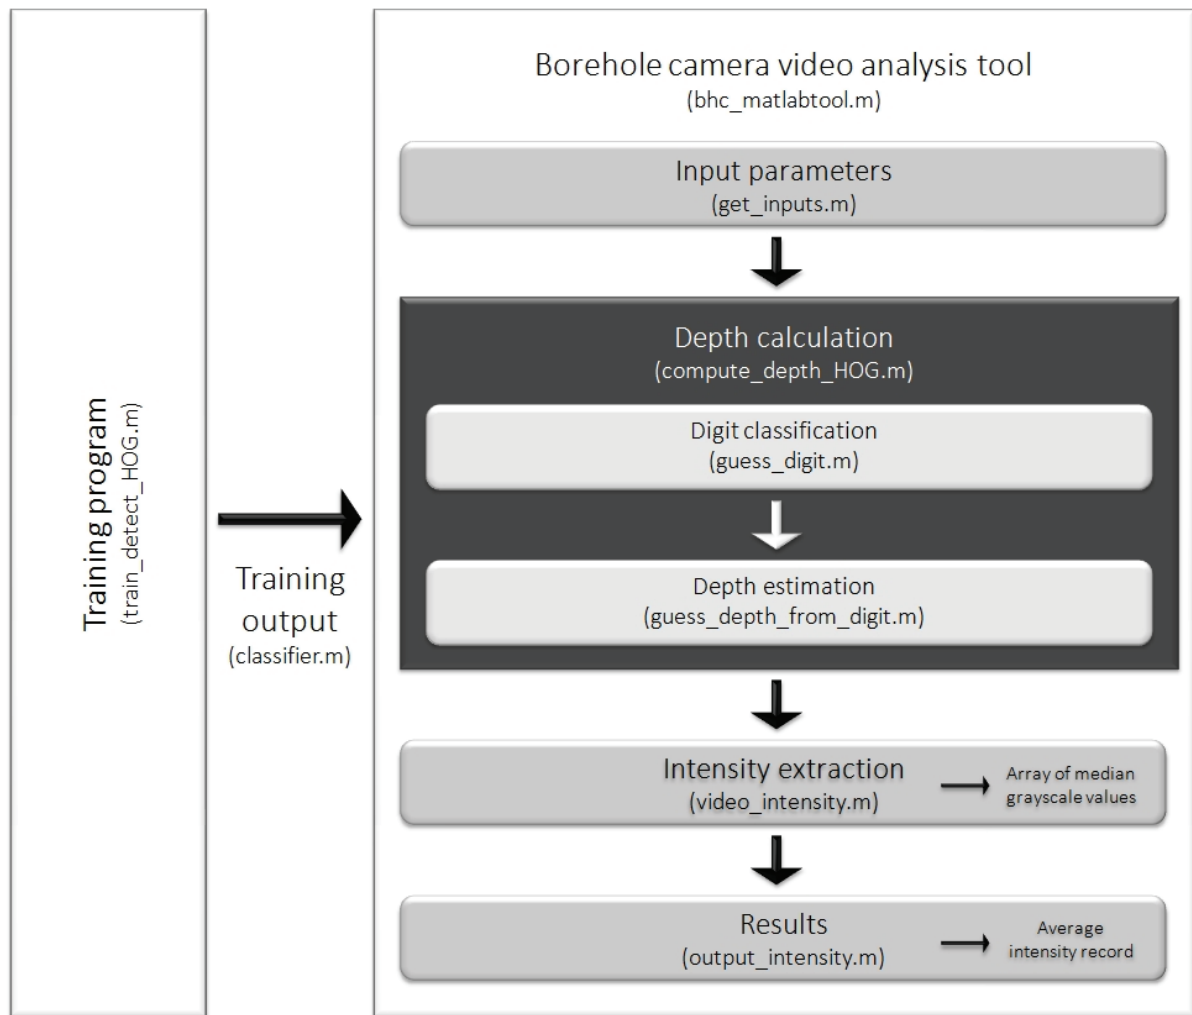 Training program
(train_detect_HOG.m)
Training
output
(classifier.m)
Borehole camera video analysis tool
(bhc_matlabtool.m)
Input parameters
(get_inputs.m)
Depth calculation
(compute_depth_HOG.m)
Digit classification
(guess_digit.m)
Depth estimation
(guess_depth_from_digit.m)
Intensity extraction
(video_intensity.m)
Array of median
grayscale values
Results
(output_intensity.m)
Average
intensity record